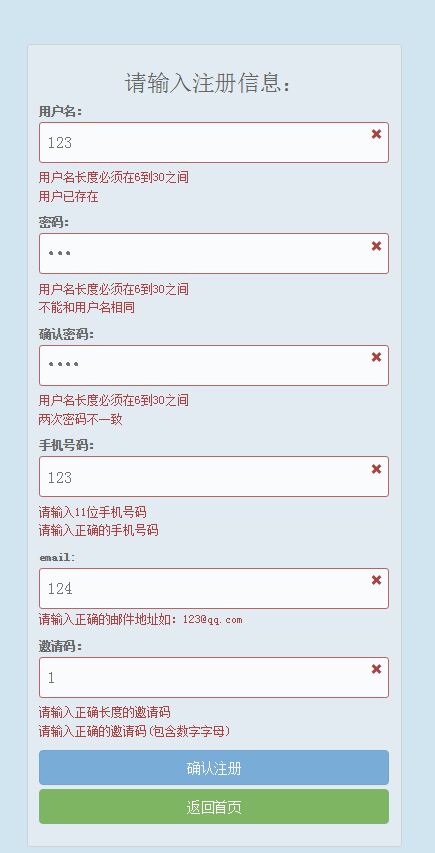 请输入注册信息：
用户名：
123
用户名长度必须在6到30之间
用户已存在
密码：
•••
用户名长度必须在6到30之间
不能和用户名相同
确认密码：
••••
用户名长度必须在6到30之间
两次密码不一致
手机号码：
123
请输入11位手机号码
请输入正确的手机号码
email:
124
请输入正确的邮件地址如：123@qq.com
邀请码：
1
请输入正确长度的邀请码
请输入正确的邀请码(包含数字字母)
确认注册
返回首页